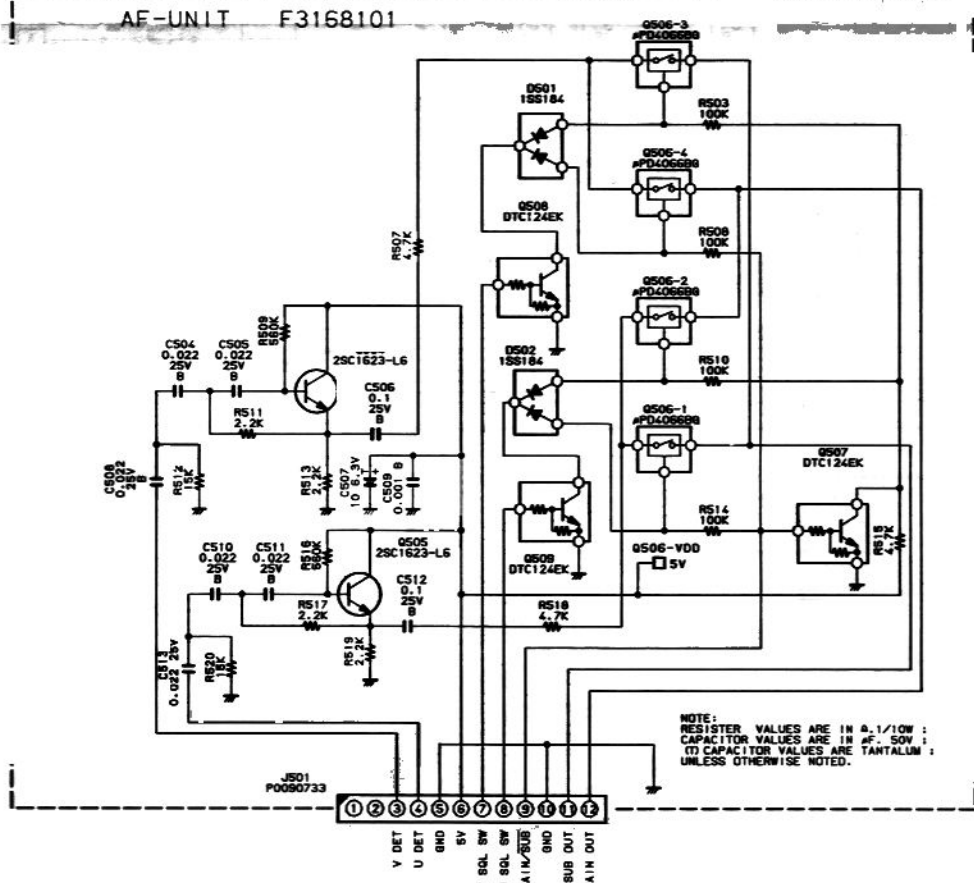 AF-UNIT F3168101
Q506-3
μPD4066BG
D501
1SS184
R503
100K
Q506-4
μPD4066BG
Q508
DTC124EK
R507
4.7K
R508
100K
Q506-2
μPD4066BG
R509
560K
C504
0.022
25V
B
C505
0.022
25V
B
2SC1623-L6
D502
1SS184
R510
100K
C506
0.1
25V
B
R511
2.2K
Q506-1
μPD4066BG
Q507
DTC124EK
C508
0.022
25V
B
R512
15K
R513
2.2K
C507
10 6.3V
T +
C509
0.001 B
R514
100K
R515
4.7K
Q505
2SC1623-L6
R516
560K
C510
0.022
25V
B
C511
0.022
25V
B
Q509
DTC124EK
Q506-VDD
5V
C512
0.1
25V
B
R517
2.2K
R518
4.7K
R519
2.2K
C513
0.022 25V
R520
15K
NOTE:
RESISTER VALUES ARE IN Ω.1/10W ;
CAPACITOR VALUES ARE IN μF. 50V ;
(T) CAPACITOR VALUES ARE TANTALUM ;
UNLESS OTHERWISE NOTED.
J501
P0090733
1 2 3 4 5 6 7 8 9 10 11 12
V DET
U DET
GND
5V
SQL SW
SQL SW
AIN/SUB
GND
SUB OUT
AIN OUT